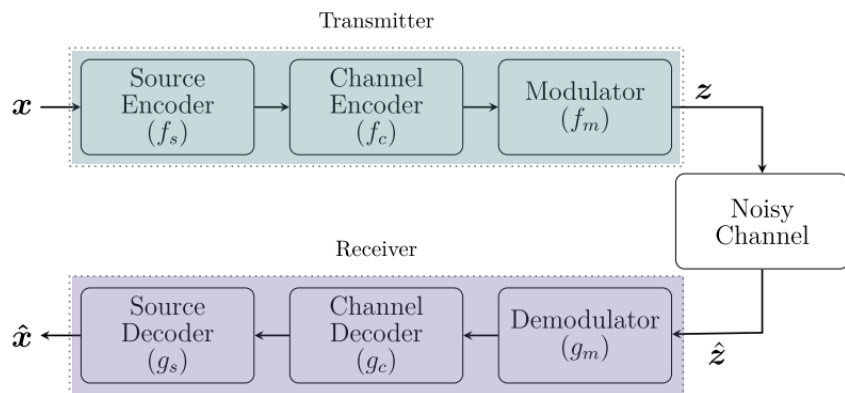 Transmitter
x
Source
Encoder
(f_s)
Channel
Encoder
(f_c)
Modulator
(f_m)
z
Noisy
Channel
Receiver
x̂
Source
Decoder
(g_s)
Channel
Decoder
(g_c)
Demodulator
(g_m)
ẑ